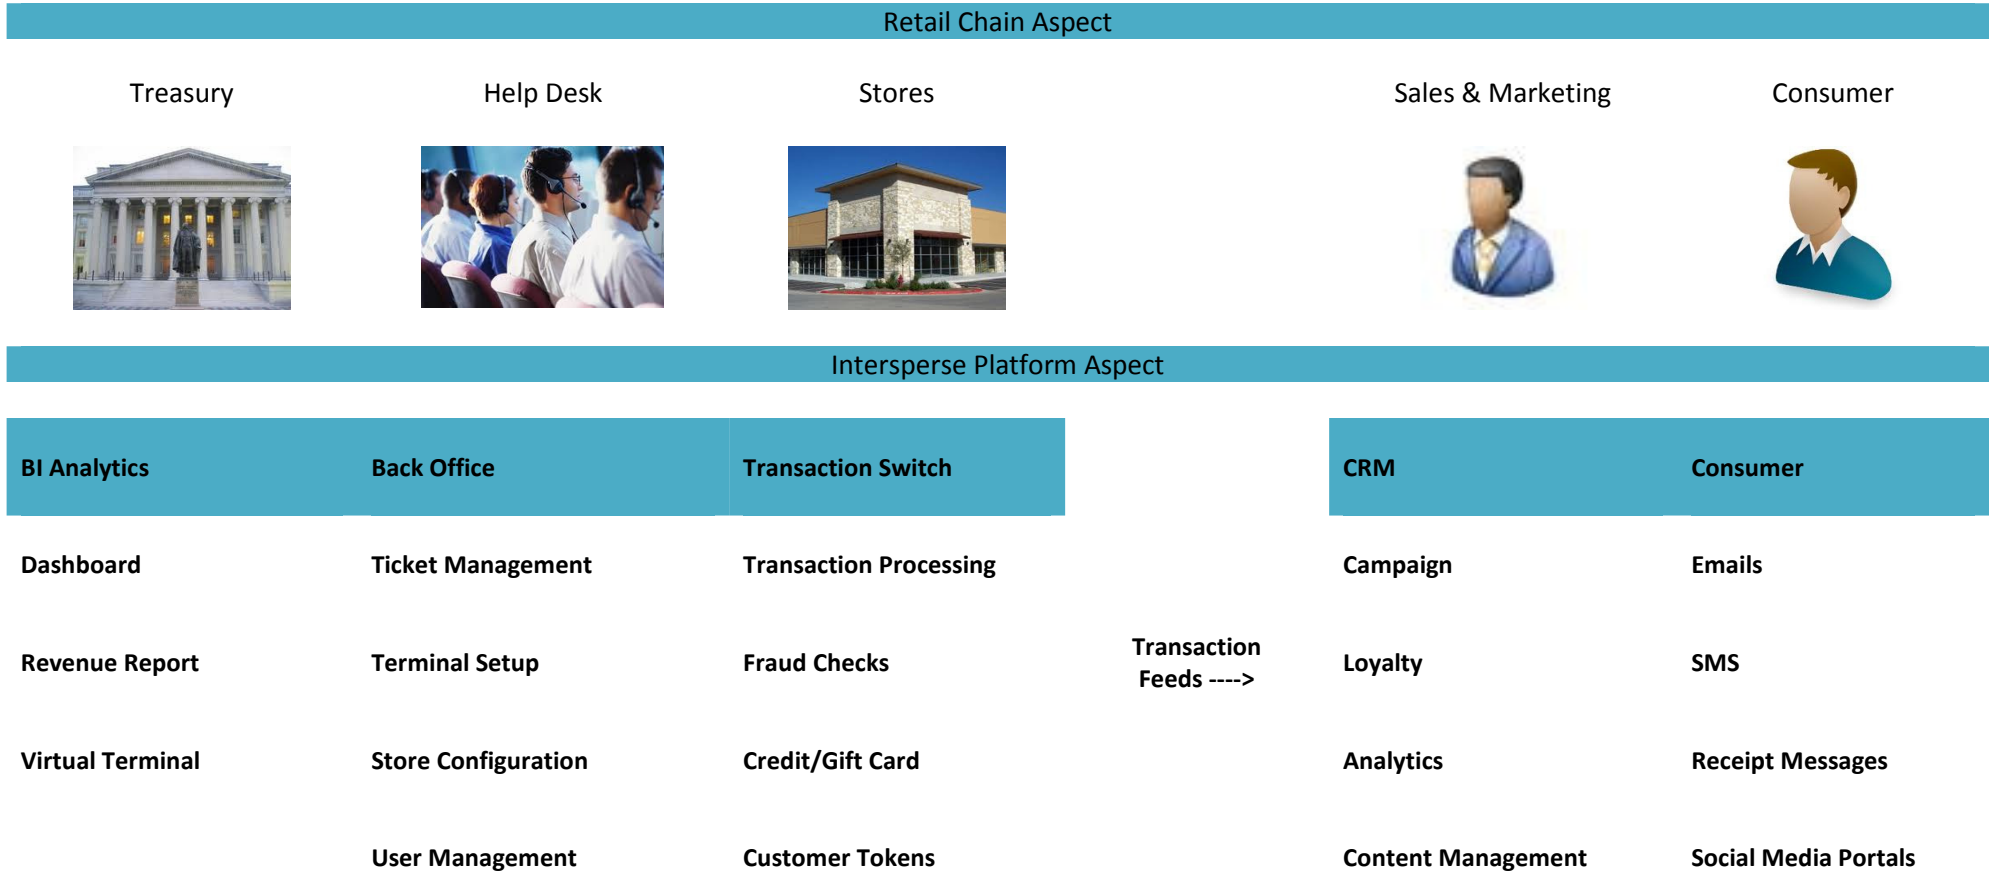 Retail Chain Aspect
Treasury Help Desk Stores Sales & Marketing Consumer
Intersperse Platform Aspect
BI Analytics Back Office Transaction Switch CRM Consumer
Dashboard Ticket Management Transaction Processing Campaign Emails
Revenue Report Terminal Setup Fraud Checks Transaction Feeds ----> Loyalty SMS
Virtual Terminal Store Configuration Credit/Gift Card Analytics Receipt Messages
User Management Customer Tokens Content Management Social Media Portals